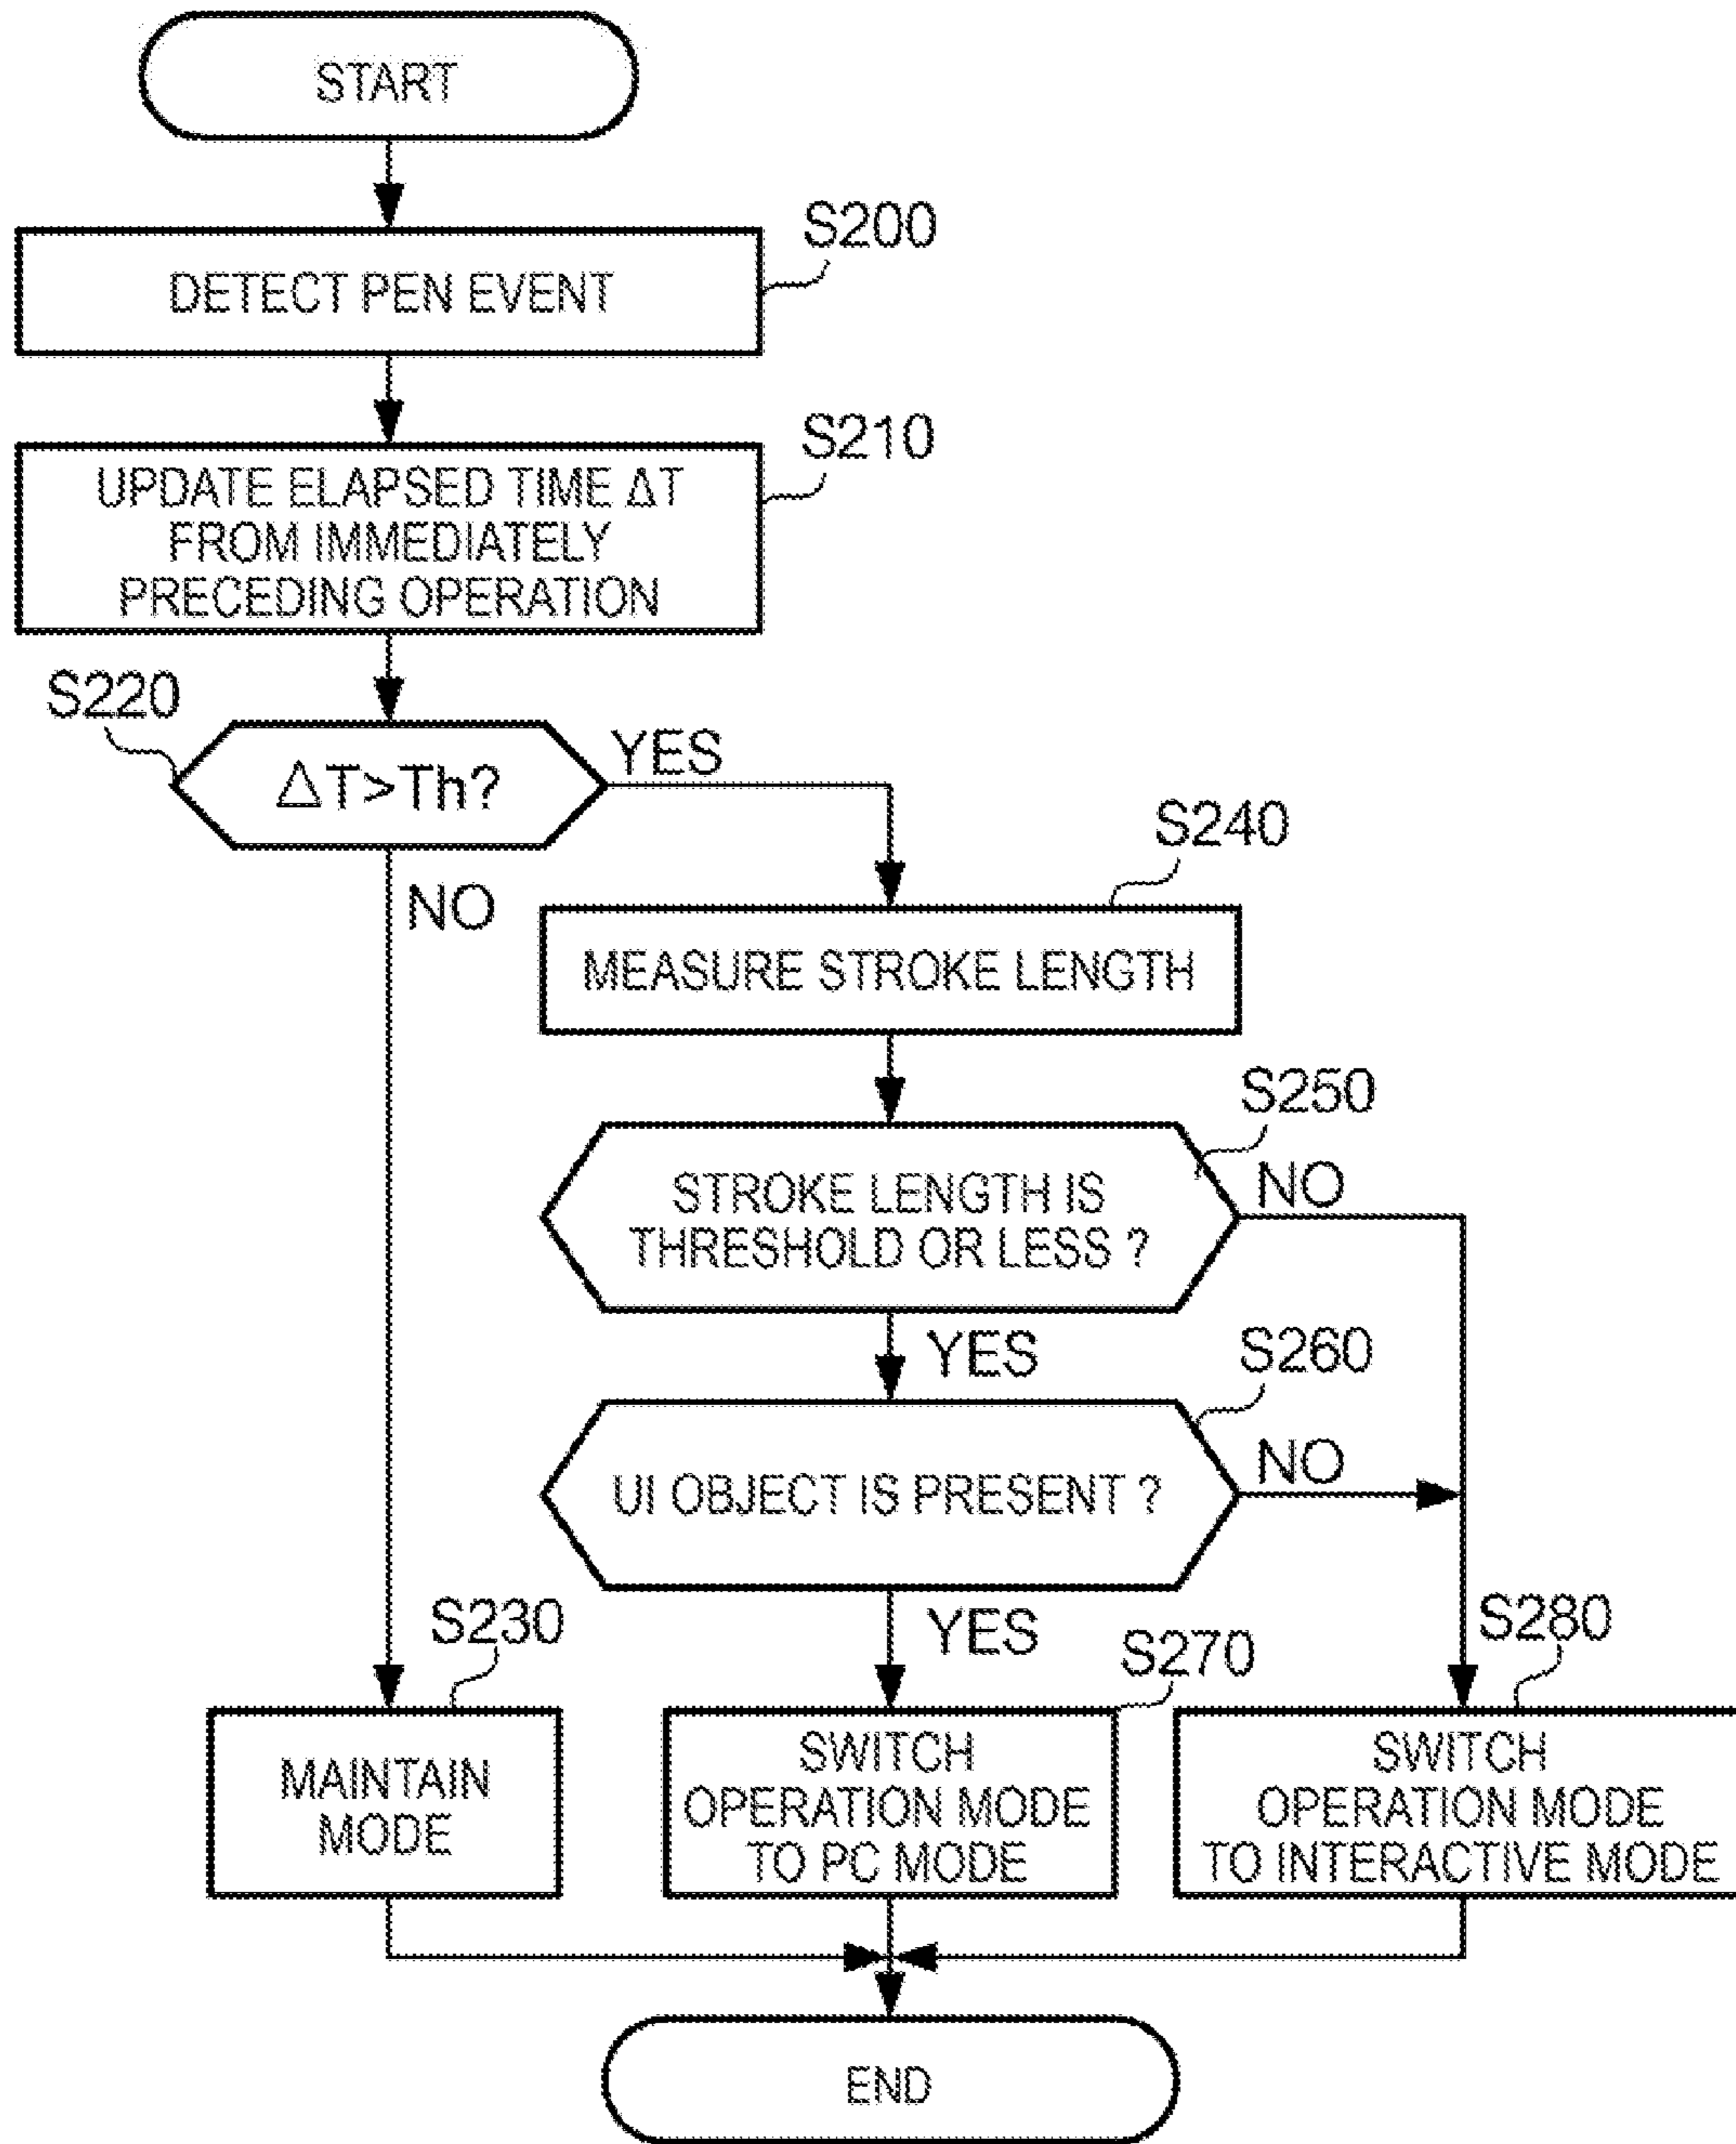 START
S200
DETECT PEN EVENT
S210
UPDATE ELAPSED TIME ΔT
FROM IMMEDIATELY
PRECEDING OPERATION
S220
ΔT>Th?
YES
NO
S240
MEASURE STROKE LENGTH
S250
STROKE LENGTH IS
THRESHOLD OR LESS ?
NO
YES
S260
UI OBJECT IS PRESENT ?
NO
YES
S230
MAINTAIN
MODE
S270
SWITCH
OPERATION MODE
TO PC MODE
S280
SWITCH
OPERATION MODE
TO INTERACTIVE MODE
END